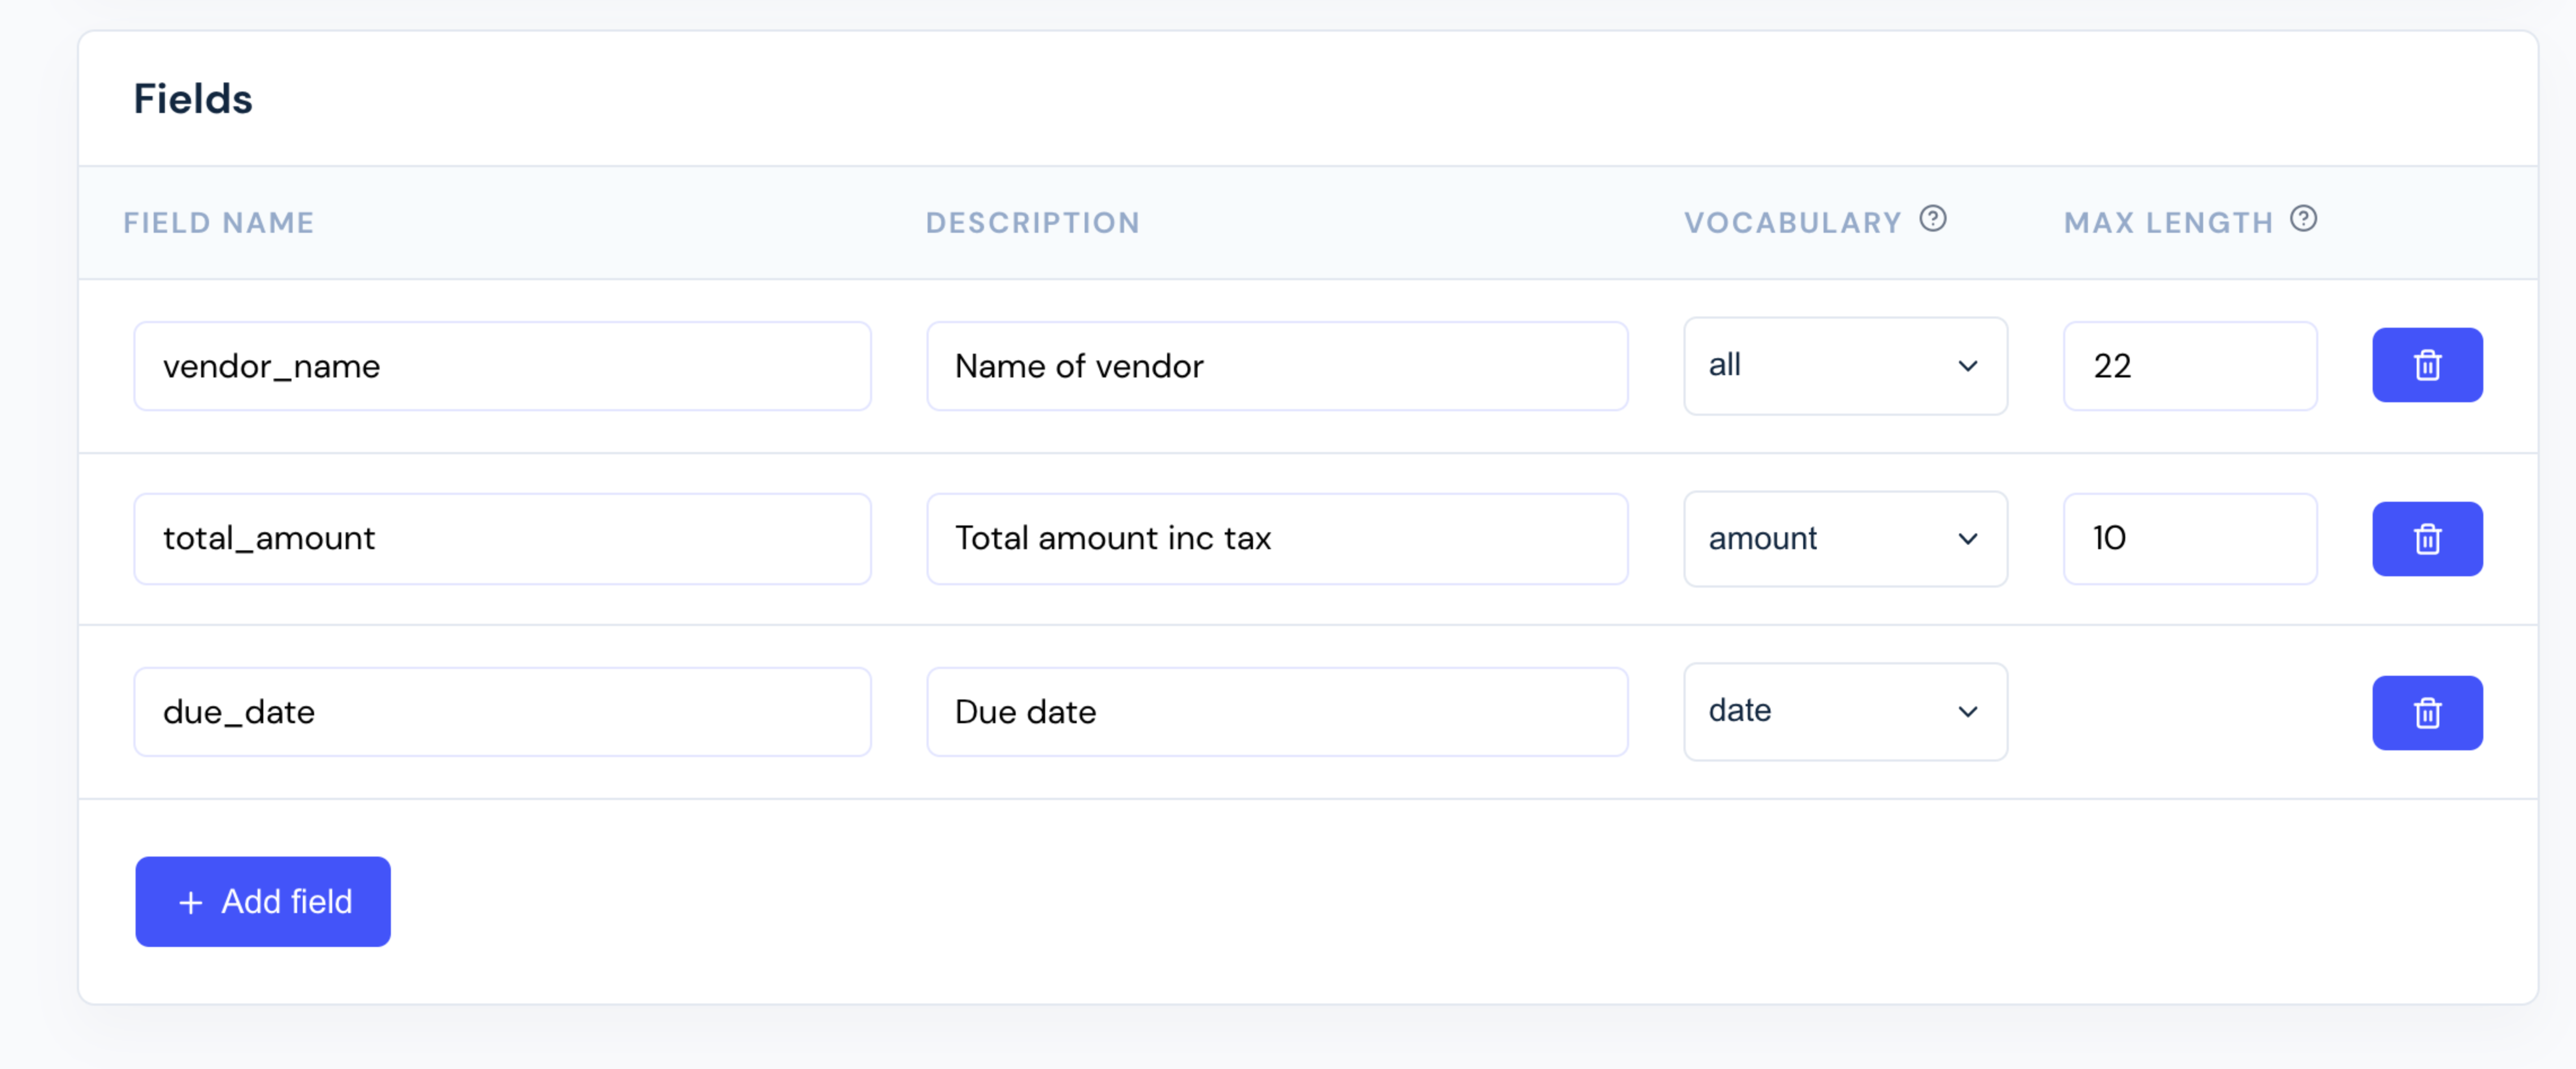 Fields
FIELD NAME DESCRIPTION VOCABULARY MAX LENGTH
vendor_name Name of vendor all 22
total_amount Total amount inc tax amount 10
due_date Due date date
+ Add field